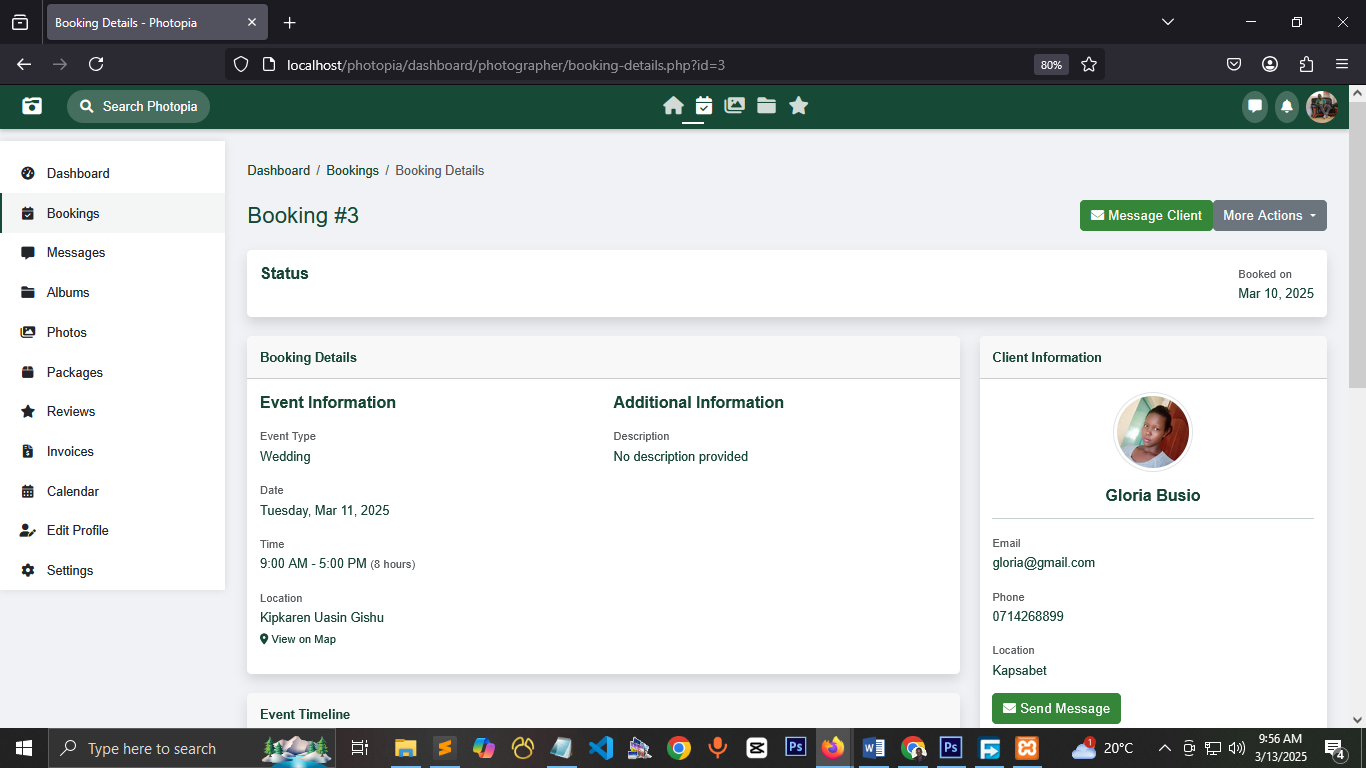 Booking Details - Photopia
localhost/photopia/dashboard/photographer/booking-details.php?id=3
80%
Search Photopia
Dashboard
Bookings
Messages
Albums
Photos
Packages
Reviews
Invoices
Calendar
Edit Profile
Settings
Dashboard / Bookings / Booking Details
Booking #3
Message Client
More Actions
Status
Booked on
Mar 10, 2025
Booking Details
Event Information
Event Type
Wedding
Date
Tuesday, Mar 11, 2025
Time
9:00 AM - 5:00 PM (8 hours)
Location
Kipkaren Uasin Gishu
View on Map
Additional Information
Description
No description provided
Event Timeline
Client Information
Gloria Busio
Email
gloria@gmail.com
Phone
0714268899
Location
Kapsabet
Send Message
Type here to search
Ps
Ps
1
20°C
9:56 AM
3/13/2025
4